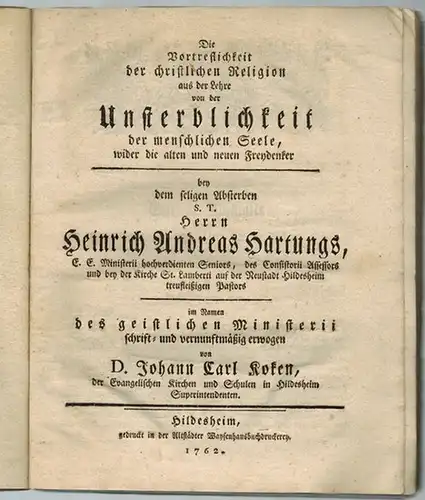 Die
Vortreflichkeit
der christlichen Religion
aus der Lehre
von der
Unsterblichkeit
der menschlichen Seele,
wider die alten und neuen Freydenker
bey
dem seligen Absterben
S. T.
Herrn
Heinrich Andreas Hartungs,
E. E. Ministerii hochverdienten Seniors, des Consistorii Assessors
und bey der Kirche St. Lamberti auf der Neustadt Hildesheim
treufleißigen Pastors
im Namen
des geistlichen Ministerii
schrift- und vernunftmäßig erwogen
von
D. Johann Carl Koken,
der Evangelischen Kirchen und Schulen in Hildesheim
Superintendenten.
Hildesheim,
gedruckt in der Altstädter Waysenhausbuchdruckerey.
1762.